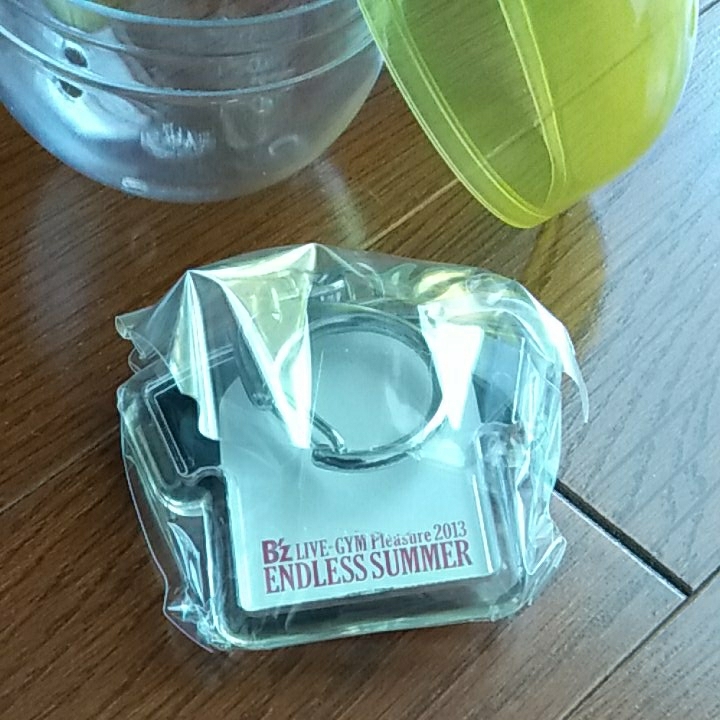 B'z LIVE-GYM Pleasure 2013
ENDLESS SUMMER